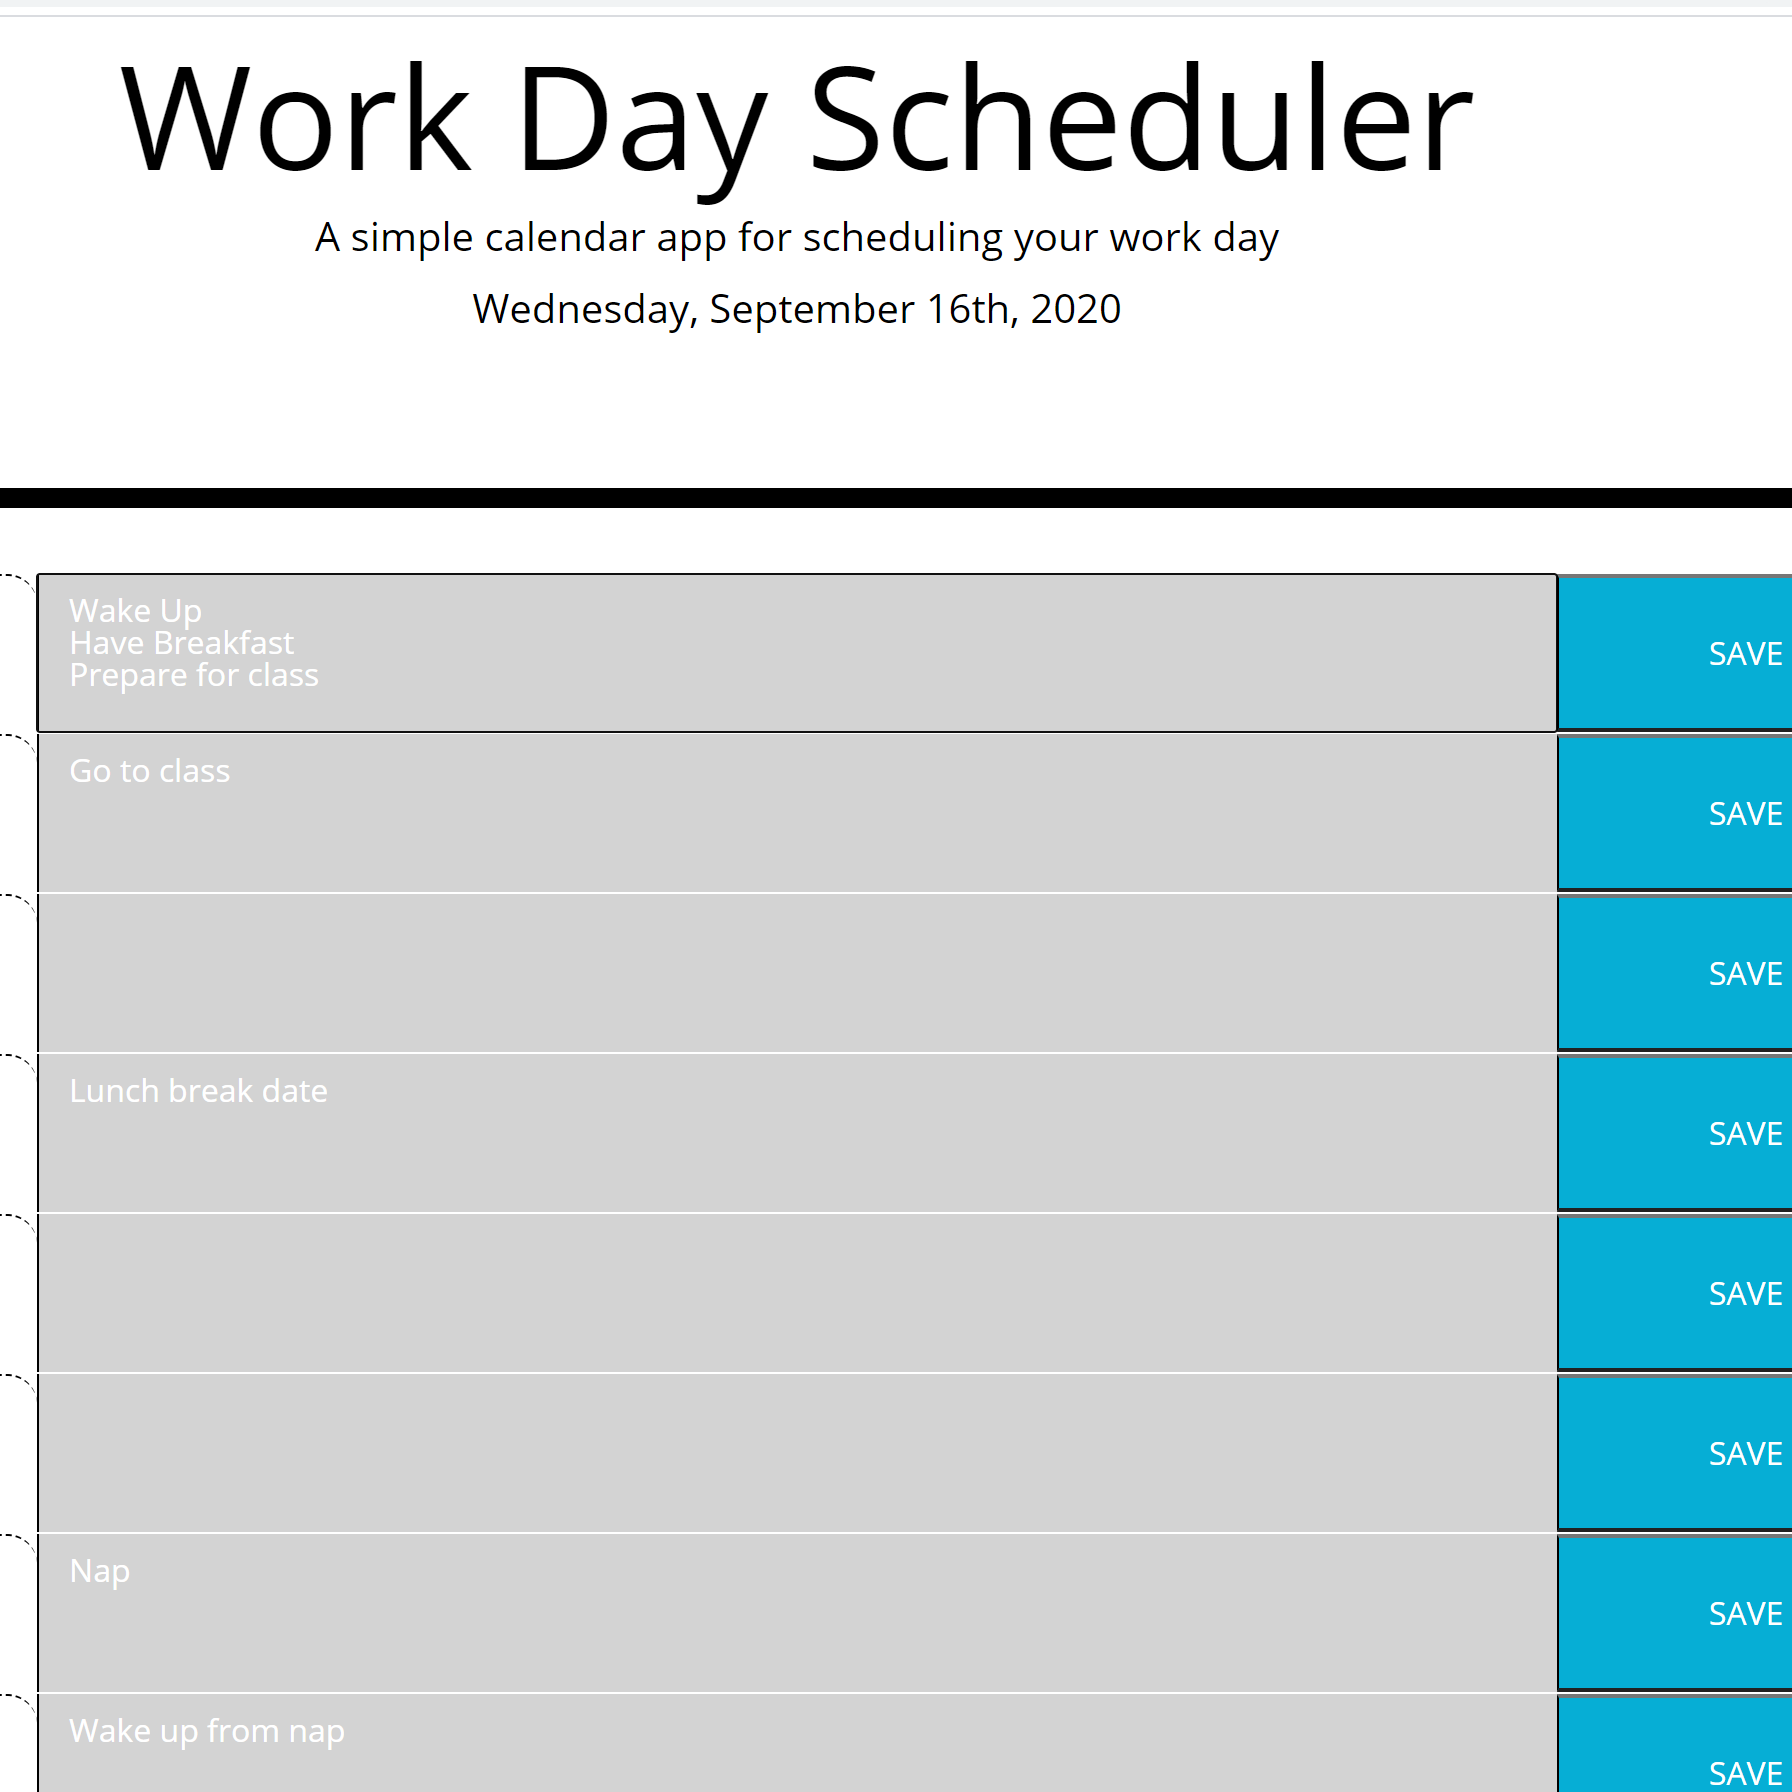 Work Day Scheduler
A simple calendar app for scheduling your work day
Wednesday, September 16th, 2020
Wake Up
Have Breakfast
Prepare for class
SAVE
Go to class
SAVE
SAVE
Lunch break date
SAVE
SAVE
SAVE
Nap
SAVE
Wake up from nap
SAVE